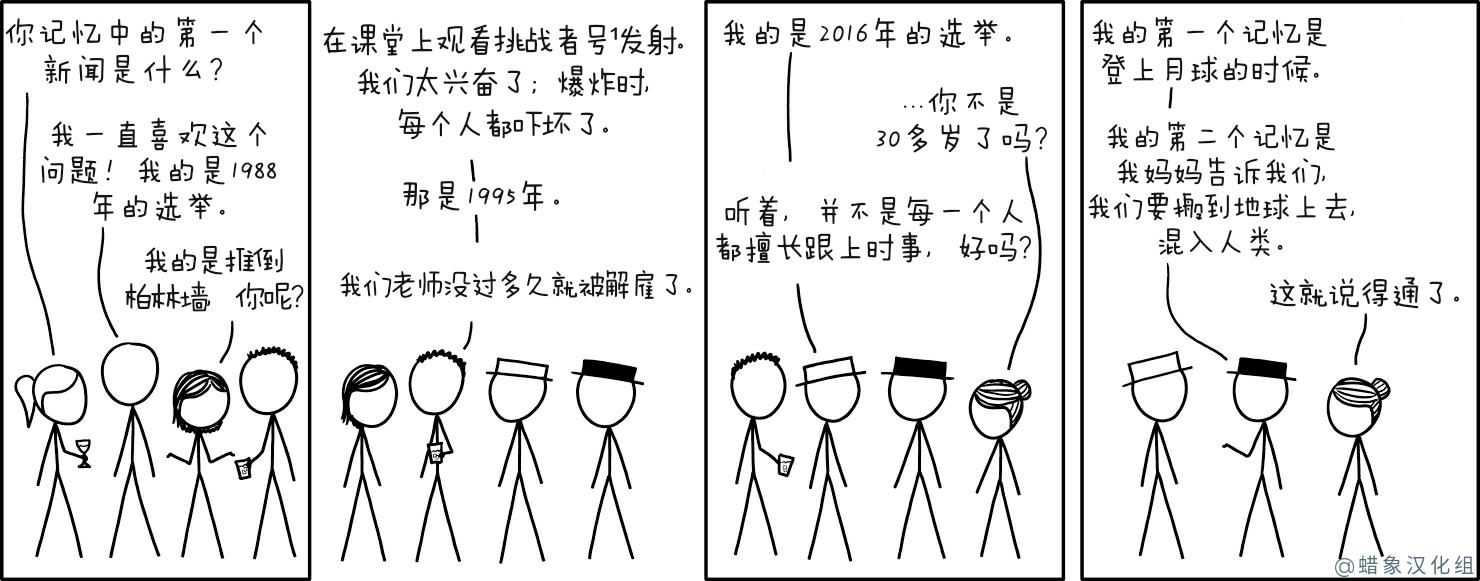 你记忆中的第一个
新闻是什么?
我一直喜欢这个
问题! 我的是1988
年的选举。
我的是推倒
柏林墙 你呢?
在课堂上观看挑战者号¹发射。
我们太兴奋了; 爆炸时,
每个人都吓坏了。
那是1995年。
我们老师没过多久就被解雇了。
我的是2016年的选举。
...你不是
30多岁了吗?
听着, 并不是每一个人
都擅长跟上时事, 好吗?
我的第一个记忆是
登上月球的时候。
我的第二个记忆是
我妈妈告诉我们,
我们要搬到地球上去,
混入人类。
这就说得通了。
@蜡象汉化组